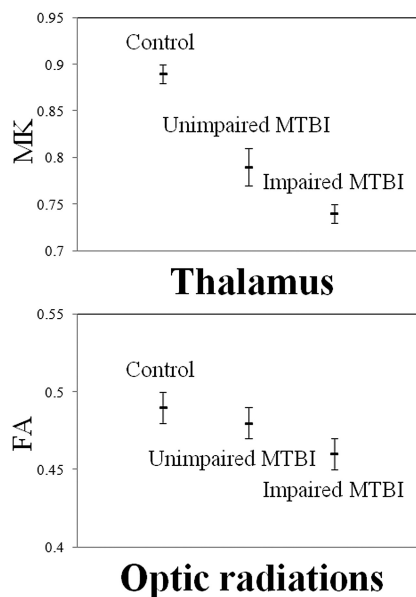 0.95
Control
0.9
0.85
Unimpaired MTBI
MK
0.8
Impaired MTBI
0.75
0.7
Thalamus
0.55
Control
0.5
FA
Unimpaired MTBI
0.45
Impaired MTBI
0.4
Optic radiations